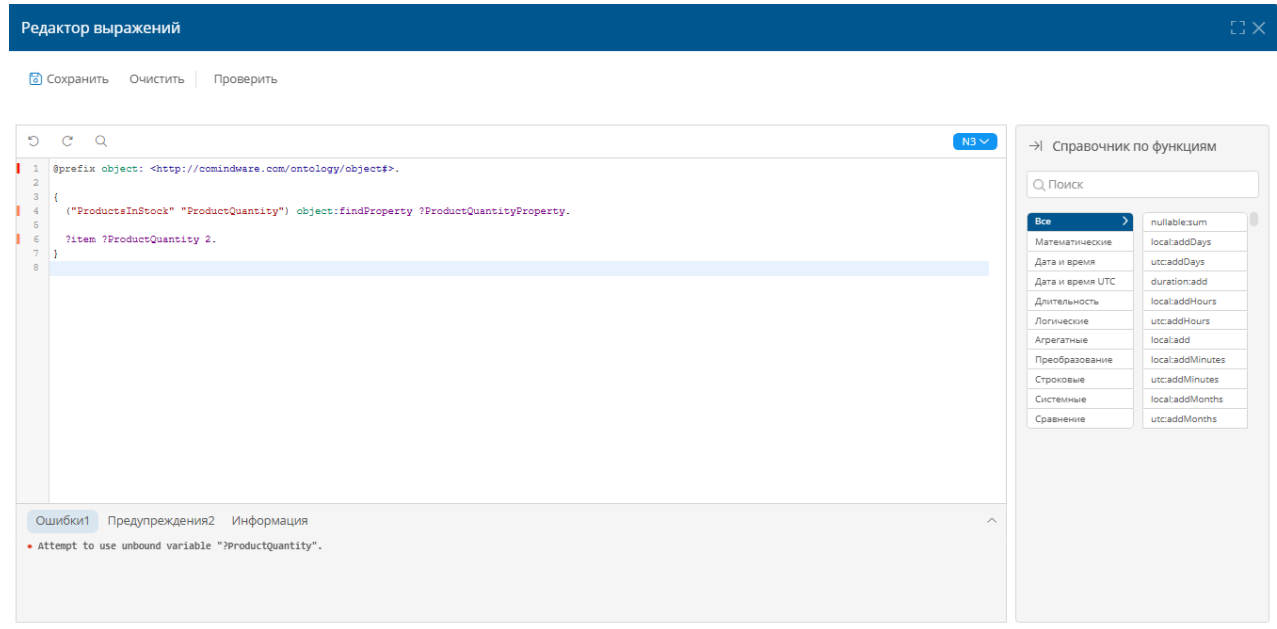 Редактор выражений
Сохранить Очистить Проверить
N3
1 @prefix object: <http://comindware.com/ontology/object#>.
2
3 {
4 ("ProductsInStock" "ProductQuantity") object:findProperty ?ProductQuantityProperty.
5
6 ?item ?ProductQuantity 2.
7 }
8
Ошибки1 Предупреждения2 Информация
• Attempt to use unbound variable "?ProductQuantity".
Справочник по функциям
Поиск
Все
Математические
Дата и время
Дата и время UTC
Длительность
Логические
Агрегатные
Преобразование
Строковые
Системные
Сравнение
nullable:sum
local:addDays
utc:addDays
duration:add
local:addHours
utc:addHours
local:add
local:addMinutes
utc:addMinutes
local:addMonths
utc:addMonths